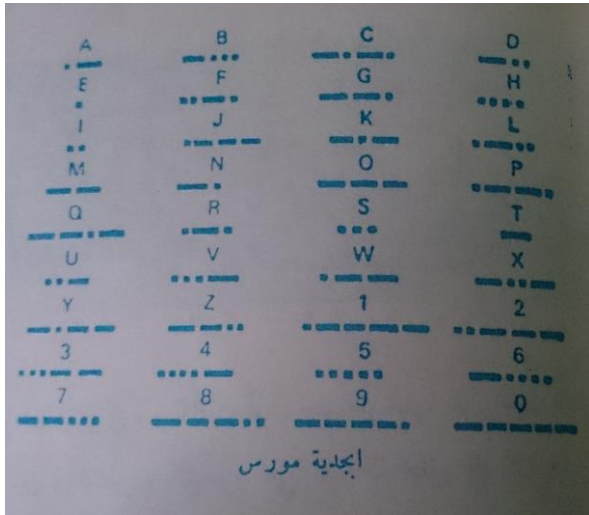 A B C D
.- -... -.-. -..
E F G H
. ..-. --. ....
I J K L
.. .--- -.- .-..
M N O P
-- -. --- .--.
Q R S T
--.- .-. ... -
U V W X
..- ...- .-- -..-
Y Z 1 2
-.-- --.. .---- ..---
3 4 5 6
...-- ....- ..... -....
7 8 9 0
--... ---.. ----. -----
ابجدية مورس